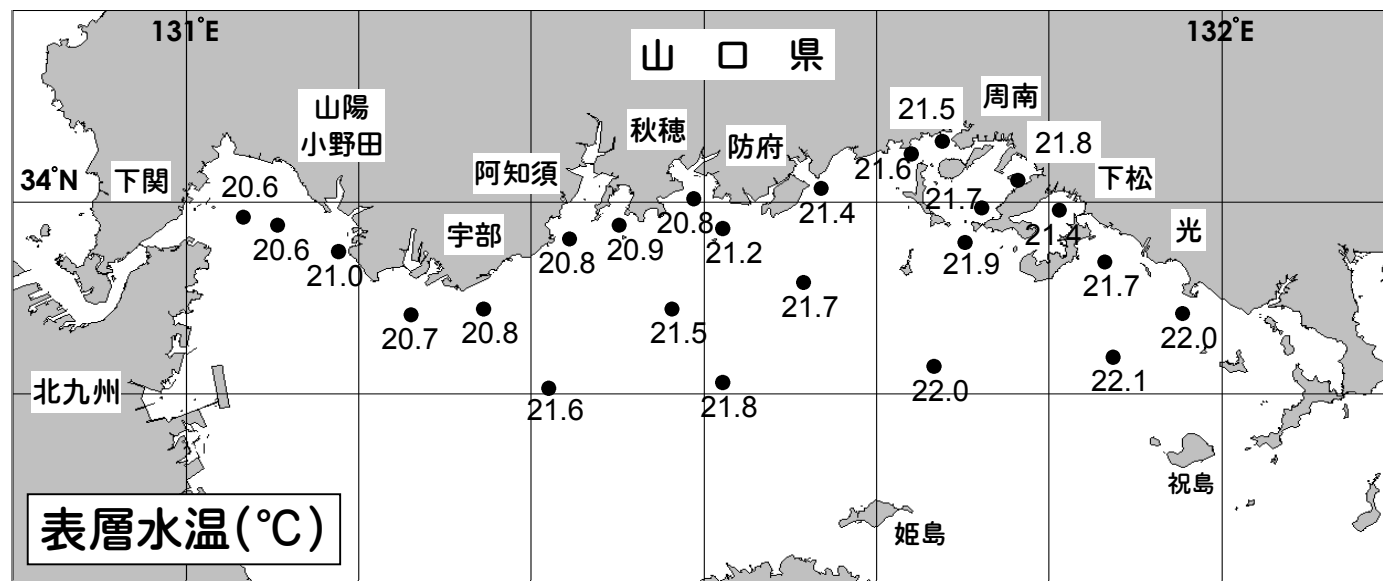 131°E
132°E
山 口 県
山陽
小野田
秋穂
防府
21.5
周南
21.8
34°N
下関
20.6
阿知須
21.6
下松
20.6
21.0
宇部
20.8
20.9
20.8
21.2
21.4
21.7
21.9
21.4
光
20.7
20.8
21.5
21.7
21.7
22.0
北九州
21.6
21.8
22.0
22.1
祝島
姫島
表層水温(℃)